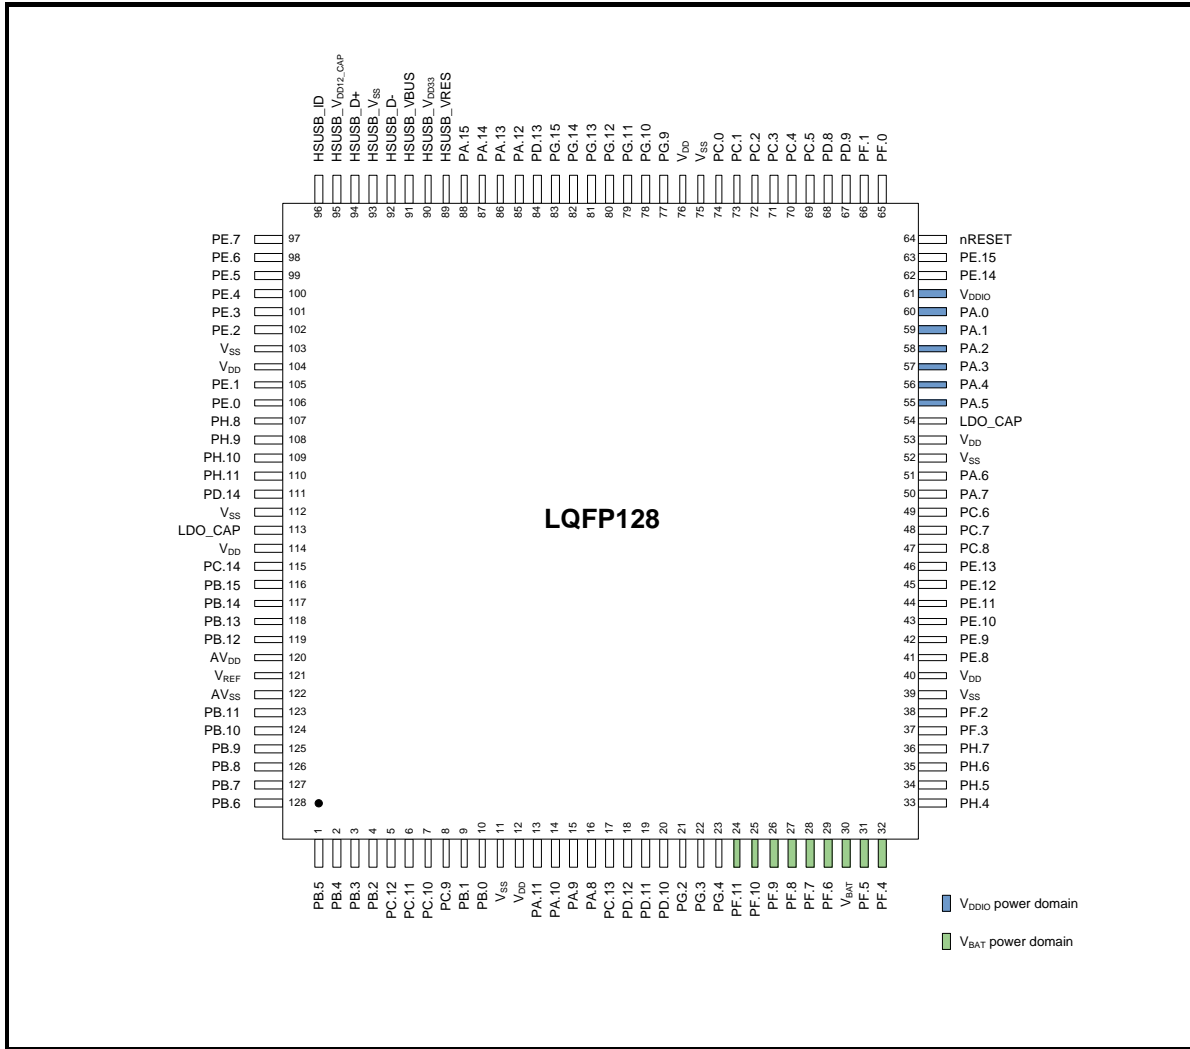 HSUSB_ID
HSUSB_VDD12_CAP
HSUSB_D+
HSUSB_VSS
HSUSB_D-
HSUSB_VBUS
HSUSB_VDD33
HSUSB_VRES
PA.15
PA.14
PA.13
PA.12
PD.13
PG.15
PG.14
PG.13
PG.12
PG.11
PG.10
PG.9
VDD
VSS
PC.0
PC.1
PC.2
PC.3
PC.4
PC.5
PD.8
PD.9
PF.1
PF.0
96 95 94 93 92 91 90 89 88 87 86 85 84 83 82 81 80 79 78 77 76 75 74 73 72 71 70 69 68 67 66 65
PE.7 97
PE.6 98
PE.5 99
PE.4 100
PE.3 101
PE.2 102
VSS 103
VDD 104
PE.1 105
PE.0 106
PH.8 107
PH.9 108
PH.10 109
PH.11 110
PD.14 111
VSS 112
LDO_CAP 113
VDD 114
PC.14 115
PB.15 116
PB.14 117
PB.13 118
PB.12 119
AVDD 120
VREF 121
AVSS 122
PB.11 123
PB.10 124
PB.9 125
PB.8 126
PB.7 127
PB.6 128
LQFP128
64 nRESET
63 PE.15
62 PE.14
61 VDDIO
60 PA.0
59 PA.1
58 PA.2
57 PA.3
56 PA.4
55 PA.5
54 LDO_CAP
53 VDD
52 VSS
51 PA.6
50 PA.7
49 PC.6
48 PC.7
47 PC.8
46 PE.13
45 PE.12
44 PE.11
43 PE.10
42 PE.9
41 PE.8
40 VDD
39 VSS
38 PF.2
37 PF.3
36 PH.7
35 PH.6
34 PH.5
33 PH.4
1 2 3 4 5 6 7 8 9 10 11 12 13 14 15 16 17 18 19 20 21 22 23 24 25 26 27 28 29 30 31 32
PB.5
PB.4
PB.3
PB.2
PC.12
PC.11
PC.10
PC.9
PB.1
PB.0
VSS
VDD
PA.11
PA.10
PA.9
PA.8
PC.13
PD.12
PD.11
PD.10
PG.2
PG.3
PG.4
PF.11
PF.10
PF.9
PF.8
PF.7
PF.6
VBAT
PF.5
PF.4
VDDIO power domain
VBAT power domain